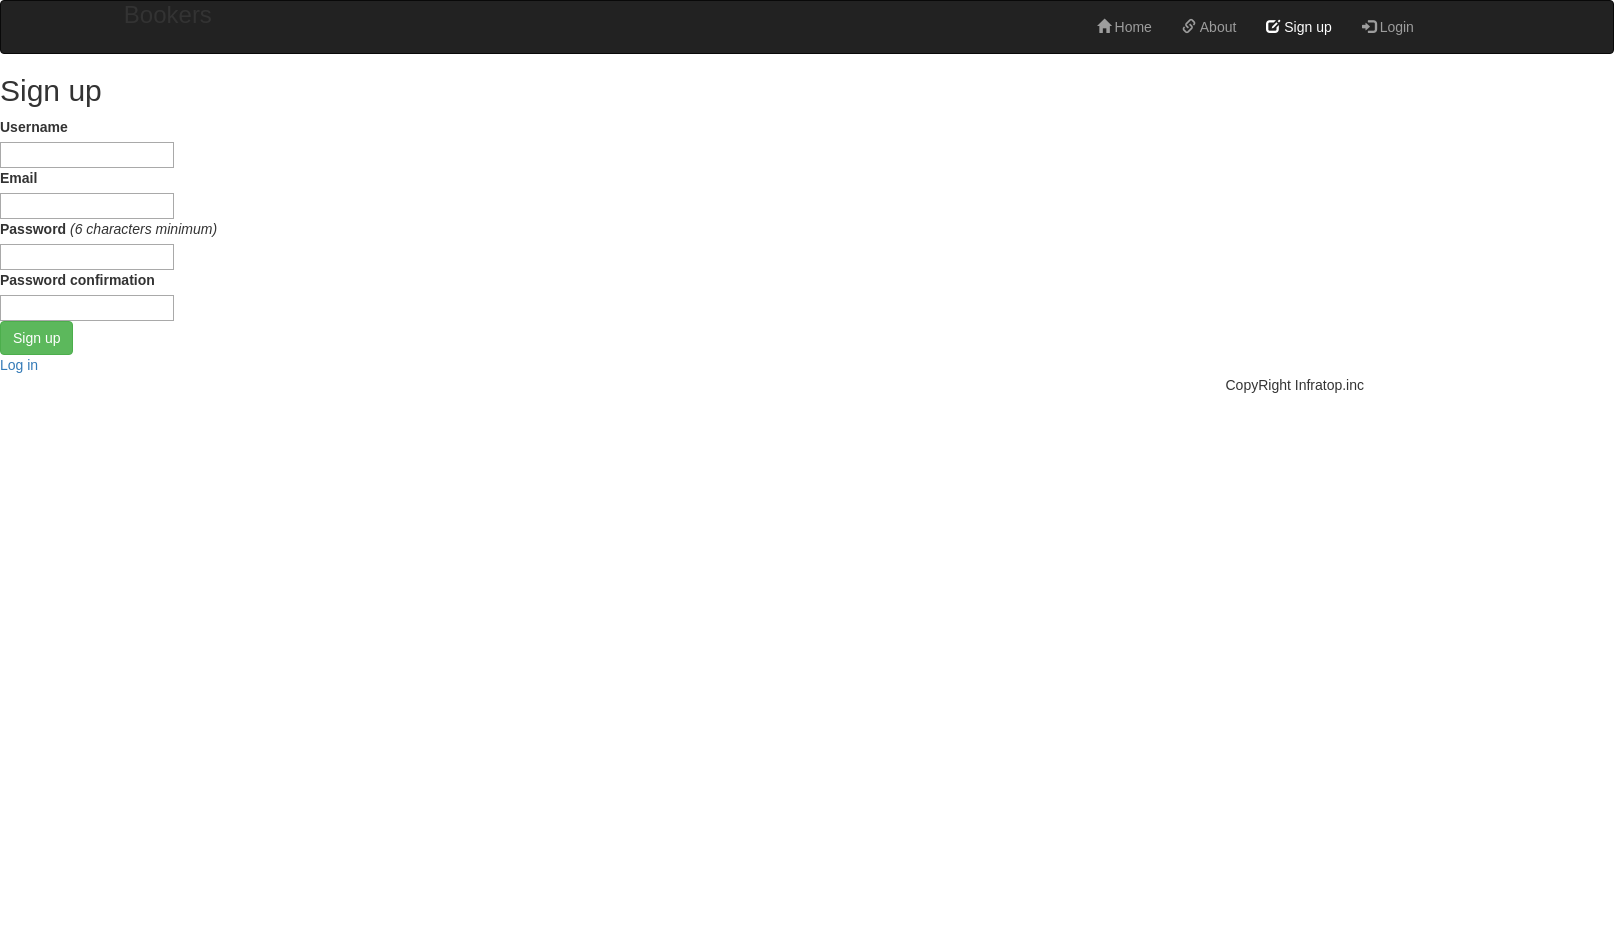 Bookers
Home About Sign up Login
Sign up
Username
Email
Password (6 characters minimum)
Password confirmation
Sign up
Log in
CopyRight Infratop.inc